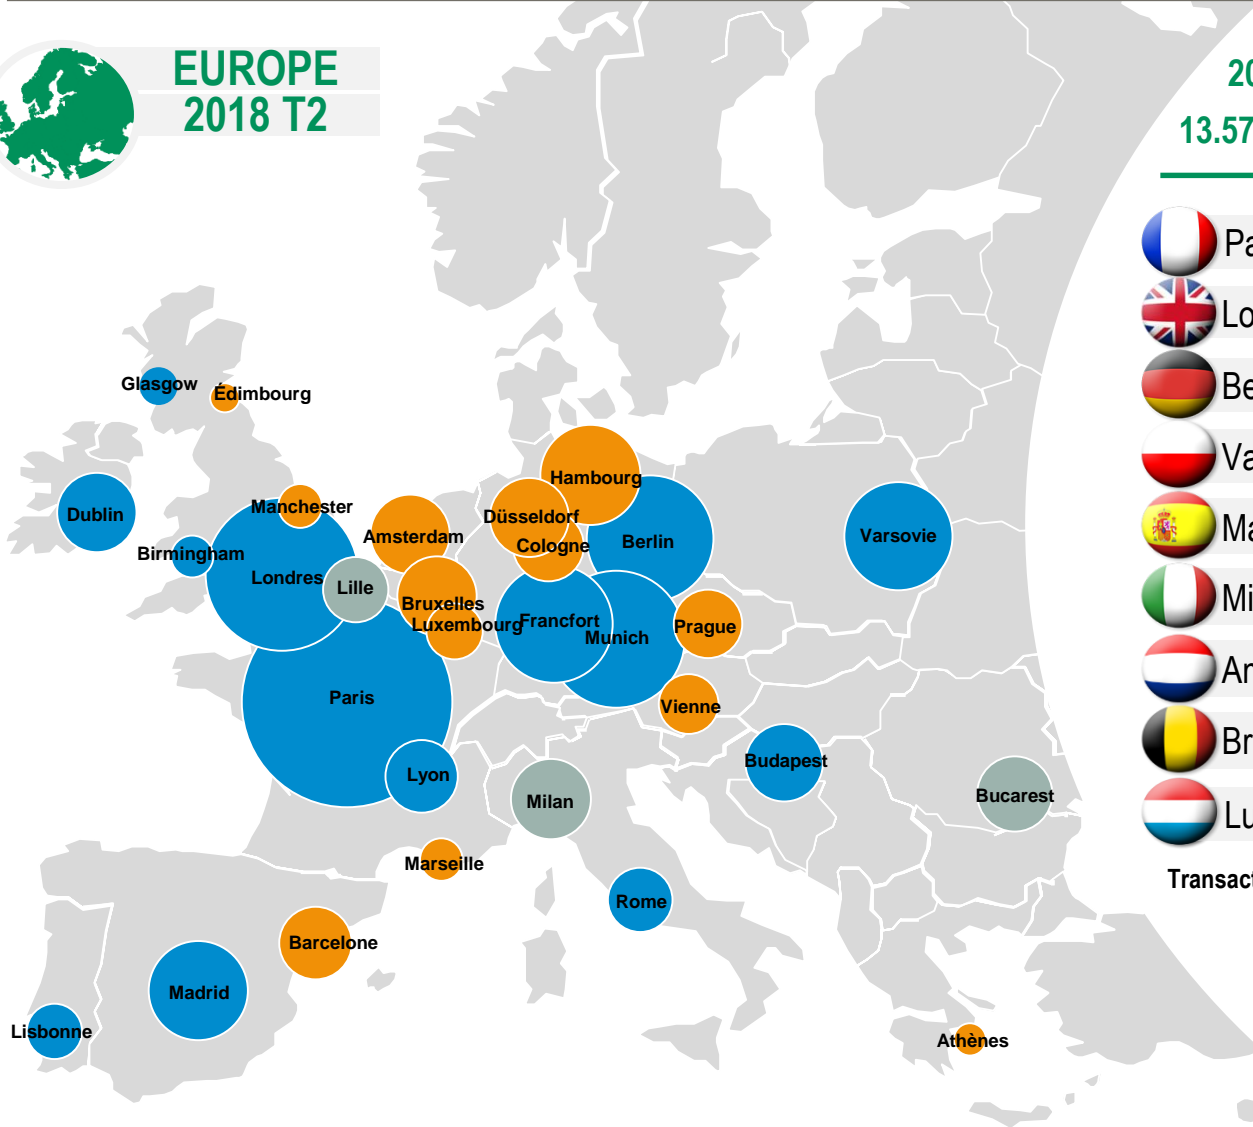 EUROPE
2018 T2
20
13.57
Pa
Lo
Be
Va
Ma
Mi
Br
Lu
Transact
Glasgow
Édimbourg
Dublin
Manchester
Birmingham
Londres
Lille
Amsterdam
Bruxelles
Luxembourg
Hambourg
Düsseldorf
Cologne
Berlin
Varsovie
Francfort
Munich
Prague
Vienne
Paris
Lyon
Milan
Budapest
Bucarest
Marseille
Rome
Barcelone
Madrid
Lisbonne
Athènes